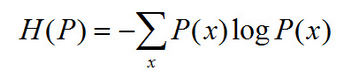 H(P) = −∑ₓ P(x) log P(x)